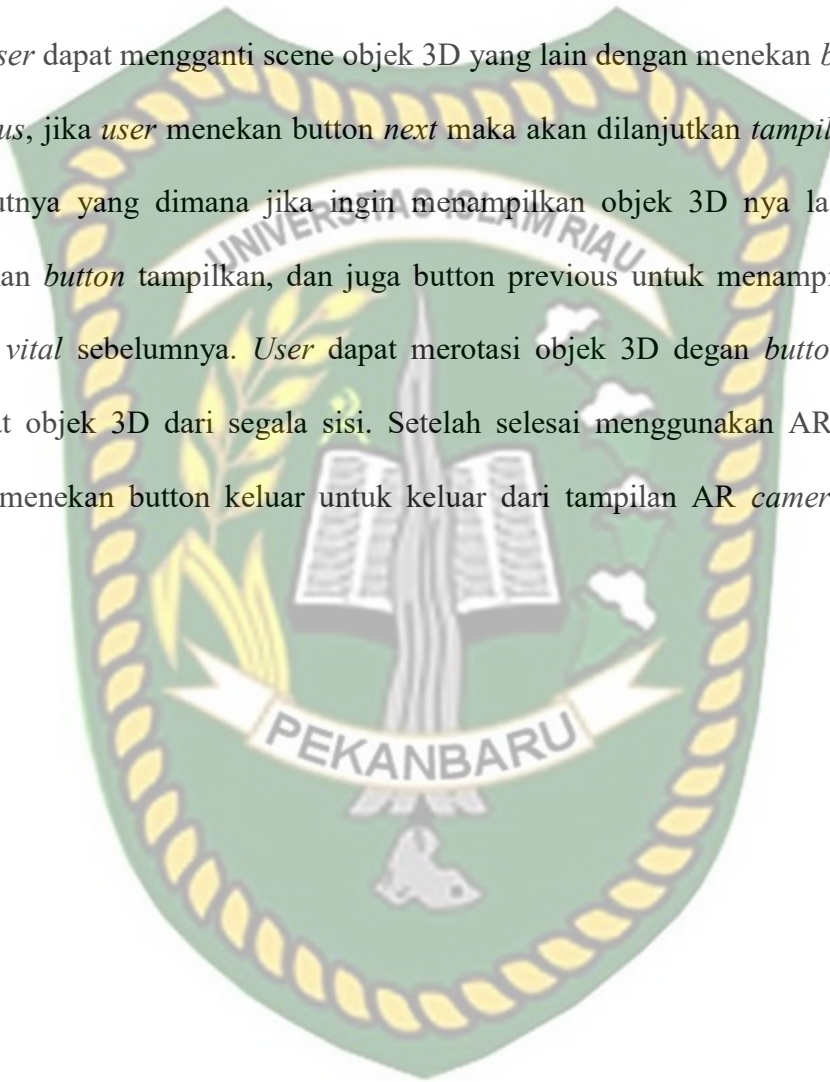 ser dapat mengganti scene objek 3D yang lain dengan menekan b
us, jika user menekan button next maka akan dilanjutkan tampil
utnya yang dimana jika ingin menampilkan objek 3D nya la
an button tampilkan, dan juga button previous untuk menampi
vital sebelumnya. User dapat merotasi objek 3D degan butto
at objek 3D dari segala sisi. Setelah selesai menggunakan AR
menekan button keluar untuk keluar dari tampilan AR camer
UNIVERSITAS ISLAM RIAU
PEKANBARU